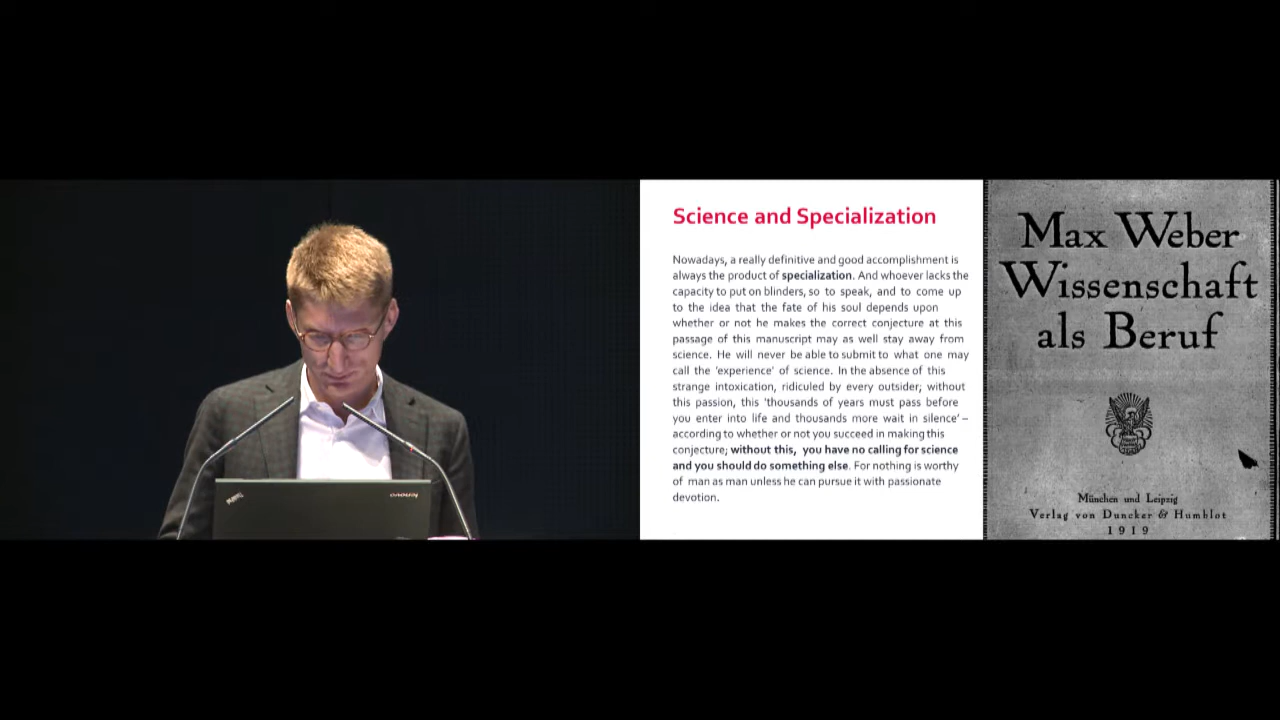 Science and Specialization
Nowadays, a really definitive and good accomplishment is
always the product of specialization. And whoever lacks the
capacity to put on blinders, so to speak, and to come up
to the idea that the fate of his soul depends upon
whether or not he makes the correct conjecture at this
passage of this manuscript may as well stay away from
science. He will never be able to submit to what one may
call the 'experience' of science. In the absence of this
strange intoxication, ridiculed by every outsider; without
this passion, this 'thousands of years must pass before
you enter into life and thousands more wait in silence' –
according to whether or not you succeed in making this
conjecture; without this, you have no calling for science
and you should do something else. For nothing is worthy
of man as man unless he can pursue it with passionate
devotion.
Max Weber
Wissenschaft
als Beruf
München und Leipzig
Verlag von Duncker & Humblot
1919
lenovo